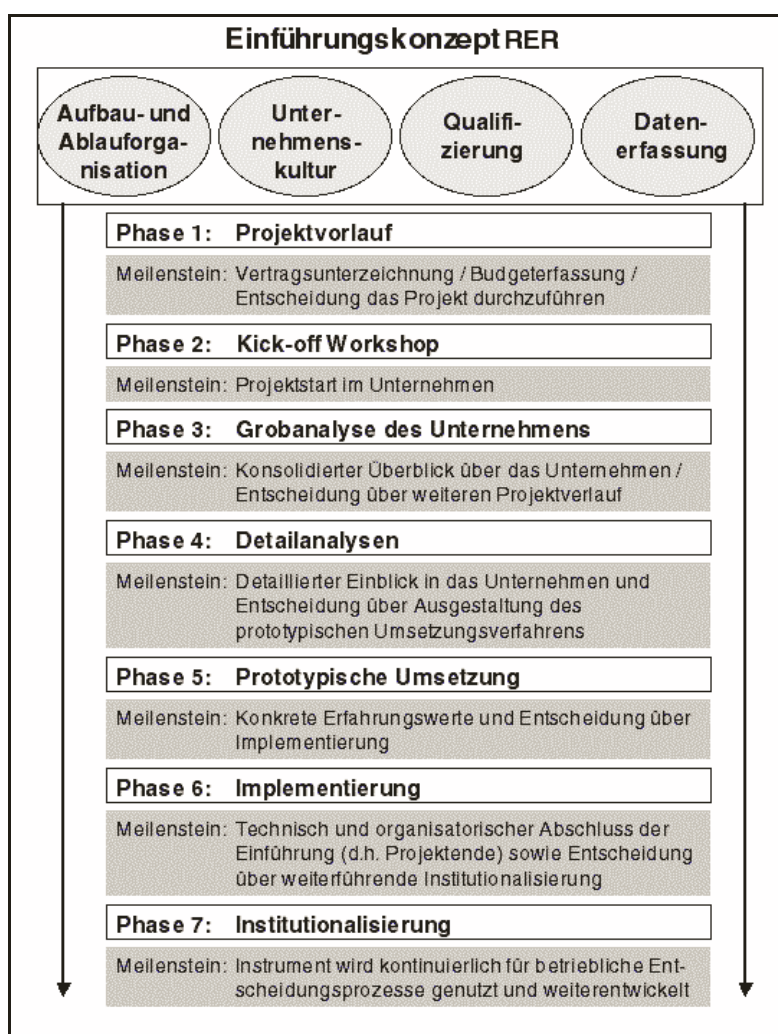 Einführungskonzept RER
Aufbau- und
Ablauforga-
nisation
Unter-
nehmens-
kultur
Qualifi-
zierung
Daten-
erfassung
Phase 1: Projektvorlauf
Meilenstein: Vertragsunterzeichnung / Budgeterfassung /
Entscheidung das Projekt durchzuführen
Phase 2: Kick-off Workshop
Meilenstein: Projektstart im Unternehmen
Phase 3: Grobanalyse des Unternehmens
Meilenstein: Konsolidierter Überblick über das Unternehmen /
Entscheidung über weiteren Projektverlauf
Phase 4: Detailanalysen
Meilenstein: Detaillierter Einblick in das Unternehmen und
Entscheidung über Ausgestaltung des
prototypischen Umsetzungsverfahrens
Phase 5: Prototypische Umsetzung
Meilenstein: Konkrete Erfahrungswerte und Entscheidung über
Implementierung
Phase 6: Implementierung
Meilenstein: Technisch und organisatorischer Abschluss der
Einführung (d.h. Projektende) sowie Entscheidung
über weiterführende Institutionalisierung
Phase 7: Institutionalisierung
Meilenstein: Instrument wird kontinuierlich für betriebliche Ent-
scheidungsprozesse genutzt und weiterentwickelt